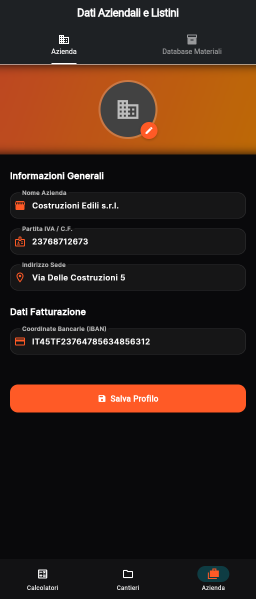 Dati Aziendali e Listini
Azienda
Database Materiali
Informazioni Generali
Nome Azienda
Costruzioni Edili s.r.l.
Partita IVA / C.F.
23768712673
Indirizzo Sede
Via Delle Costruzioni 5
Dati Fatturazione
Coordinate Bancarie (IBAN)
IT45TF23764785634856312
Salva Profilo
Calcolatori
Cantieri
Azienda